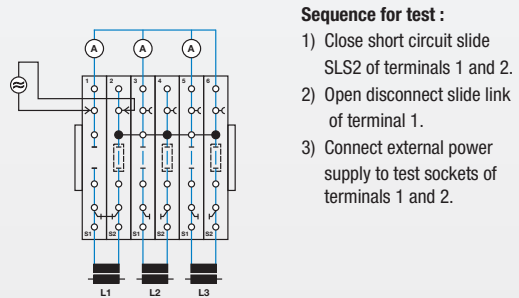 Sequence for test :
1) Close short circuit slide
SLS2 of terminals 1 and 2.
2) Open disconnect slide link
of terminal 1.
3) Connect external power
supply to test sockets of
terminals 1 and 2.
A A A
1 2 3 4 5 6
S1 S2 S1 S2 S1 S2
L1 L2 L3